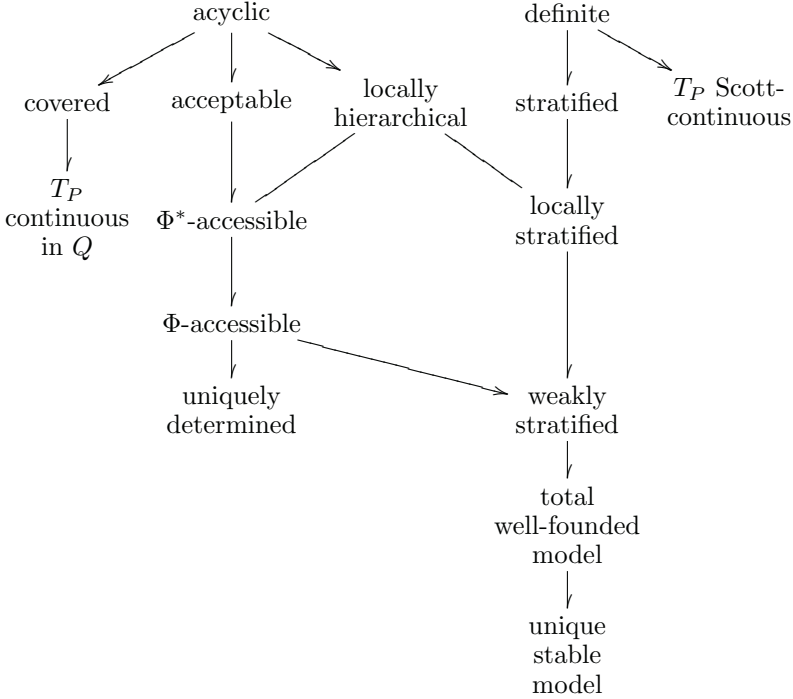 acyclic
definite
covered
acceptable
locally
hierarchical
stratified
T_P Scott-
continuous
T_P
continuous
in Q
Φ*-accessible
locally
stratified
Φ-accessible
uniquely
determined
weakly
stratified
total
well-founded
model
unique
stable
model